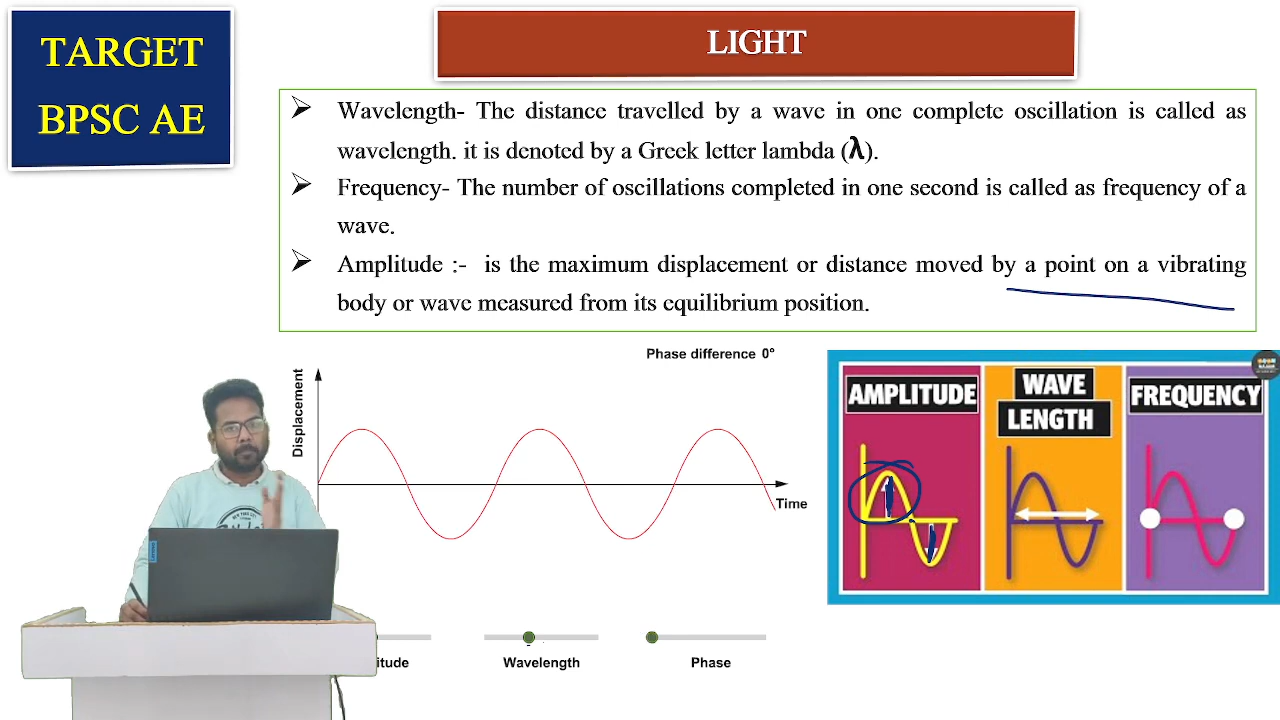 TARGET
BPSC AE
LIGHT
➢ Wavelength- The distance travelled by a wave in one complete oscillation is called as
wavelength. it is denoted by a Greek letter lambda (λ).
➢ Frequency- The number of oscillations completed in one second is called as frequency of a
wave.
➢ Amplitude :- is the maximum displacement or distance moved by a point on a vibrating
body or wave measured from its equilibrium position.
Phase difference 0°
Displacement
Time
itude
Wavelength
Phase
AMPLITUDE
WAVE
LENGTH
FREQUENCY
Lenovo